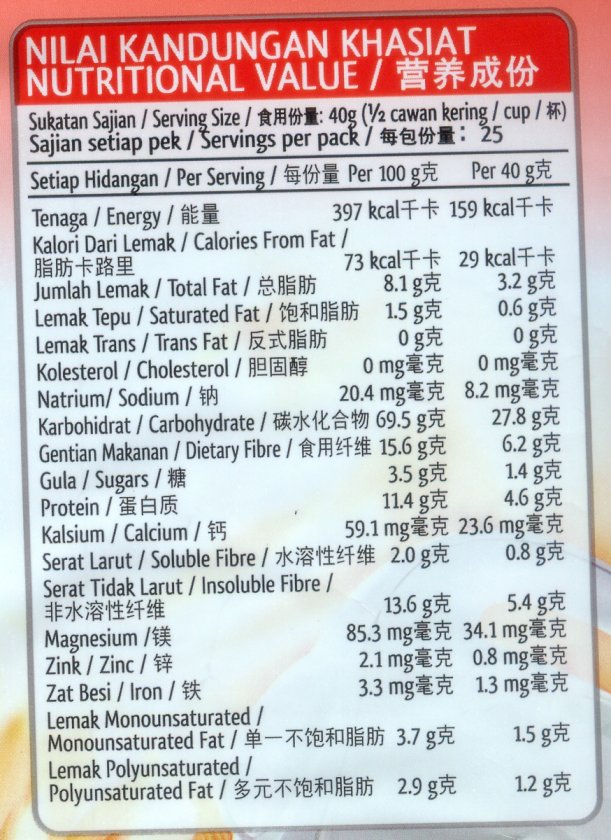 NILAI KANDUNGAN KHASIAT
NUTRITIONAL VALUE / 营养成份
Sukatan Sajian / Serving Size / 食用份量: 40g (½ cawan kering / cup / 杯)
Sajian setiap pek / Servings per pack / 每包份量: 25
Setiap Hidangan / Per Serving / 每份量 Per 100 g克 Per 40 g克
Tenaga / Energy / 能量 397 kcal千卡 159 kcal千卡
Kalori Dari Lemak / Calories From Fat /
脂肪卡路里 73 kcal千卡 29 kcal千卡
Jumlah Lemak / Total Fat / 总脂肪 8.1 g克 3.2 g克
Lemak Tepu / Saturated Fat / 饱和脂肪 1.5 g克 0.6 g克
Lemak Trans / Trans Fat / 反式脂肪 0 g克 0 g克
Kolesterol / Cholesterol / 胆固醇 0 mg毫克 0 mg毫克
Natrium/ Sodium / 钠 20.4 mg毫克 8.2 mg毫克
Karbohidrat / Carbohydrate / 碳水化合物 69.5 g克 27.8 g克
Gentian Makanan / Dietary Fibre / 食用纤维 15.6 g克 6.2 g克
Gula / Sugars / 糖 3.5 g克 1.4 g克
Protein / 蛋白质 11.4 g克 4.6 g克
Kalsium / Calcium / 钙 59.1 mg毫克 23.6 mg毫克
Serat Larut / Soluble Fibre / 水溶性纤维 2.0 g克 0.8 g克
Serat Tidak Larut / Insoluble Fibre /
非水溶性纤维 13.6 g克 5.4 g克
Magnesium /镁 85.3 mg毫克 34.1 mg毫克
Zink / Zinc / 锌 2.1 mg毫克 0.8 mg毫克
Zat Besi / Iron / 铁 3.3 mg毫克 1.3 mg毫克
Lemak Monounsaturated /
Monounsaturated Fat / 单一不饱和脂肪 3.7 g克 1.5 g克
Lemak Polyunsaturated /
Polyunsaturated Fat / 多元不饱和脂肪 2.9 g克 1.2 g克